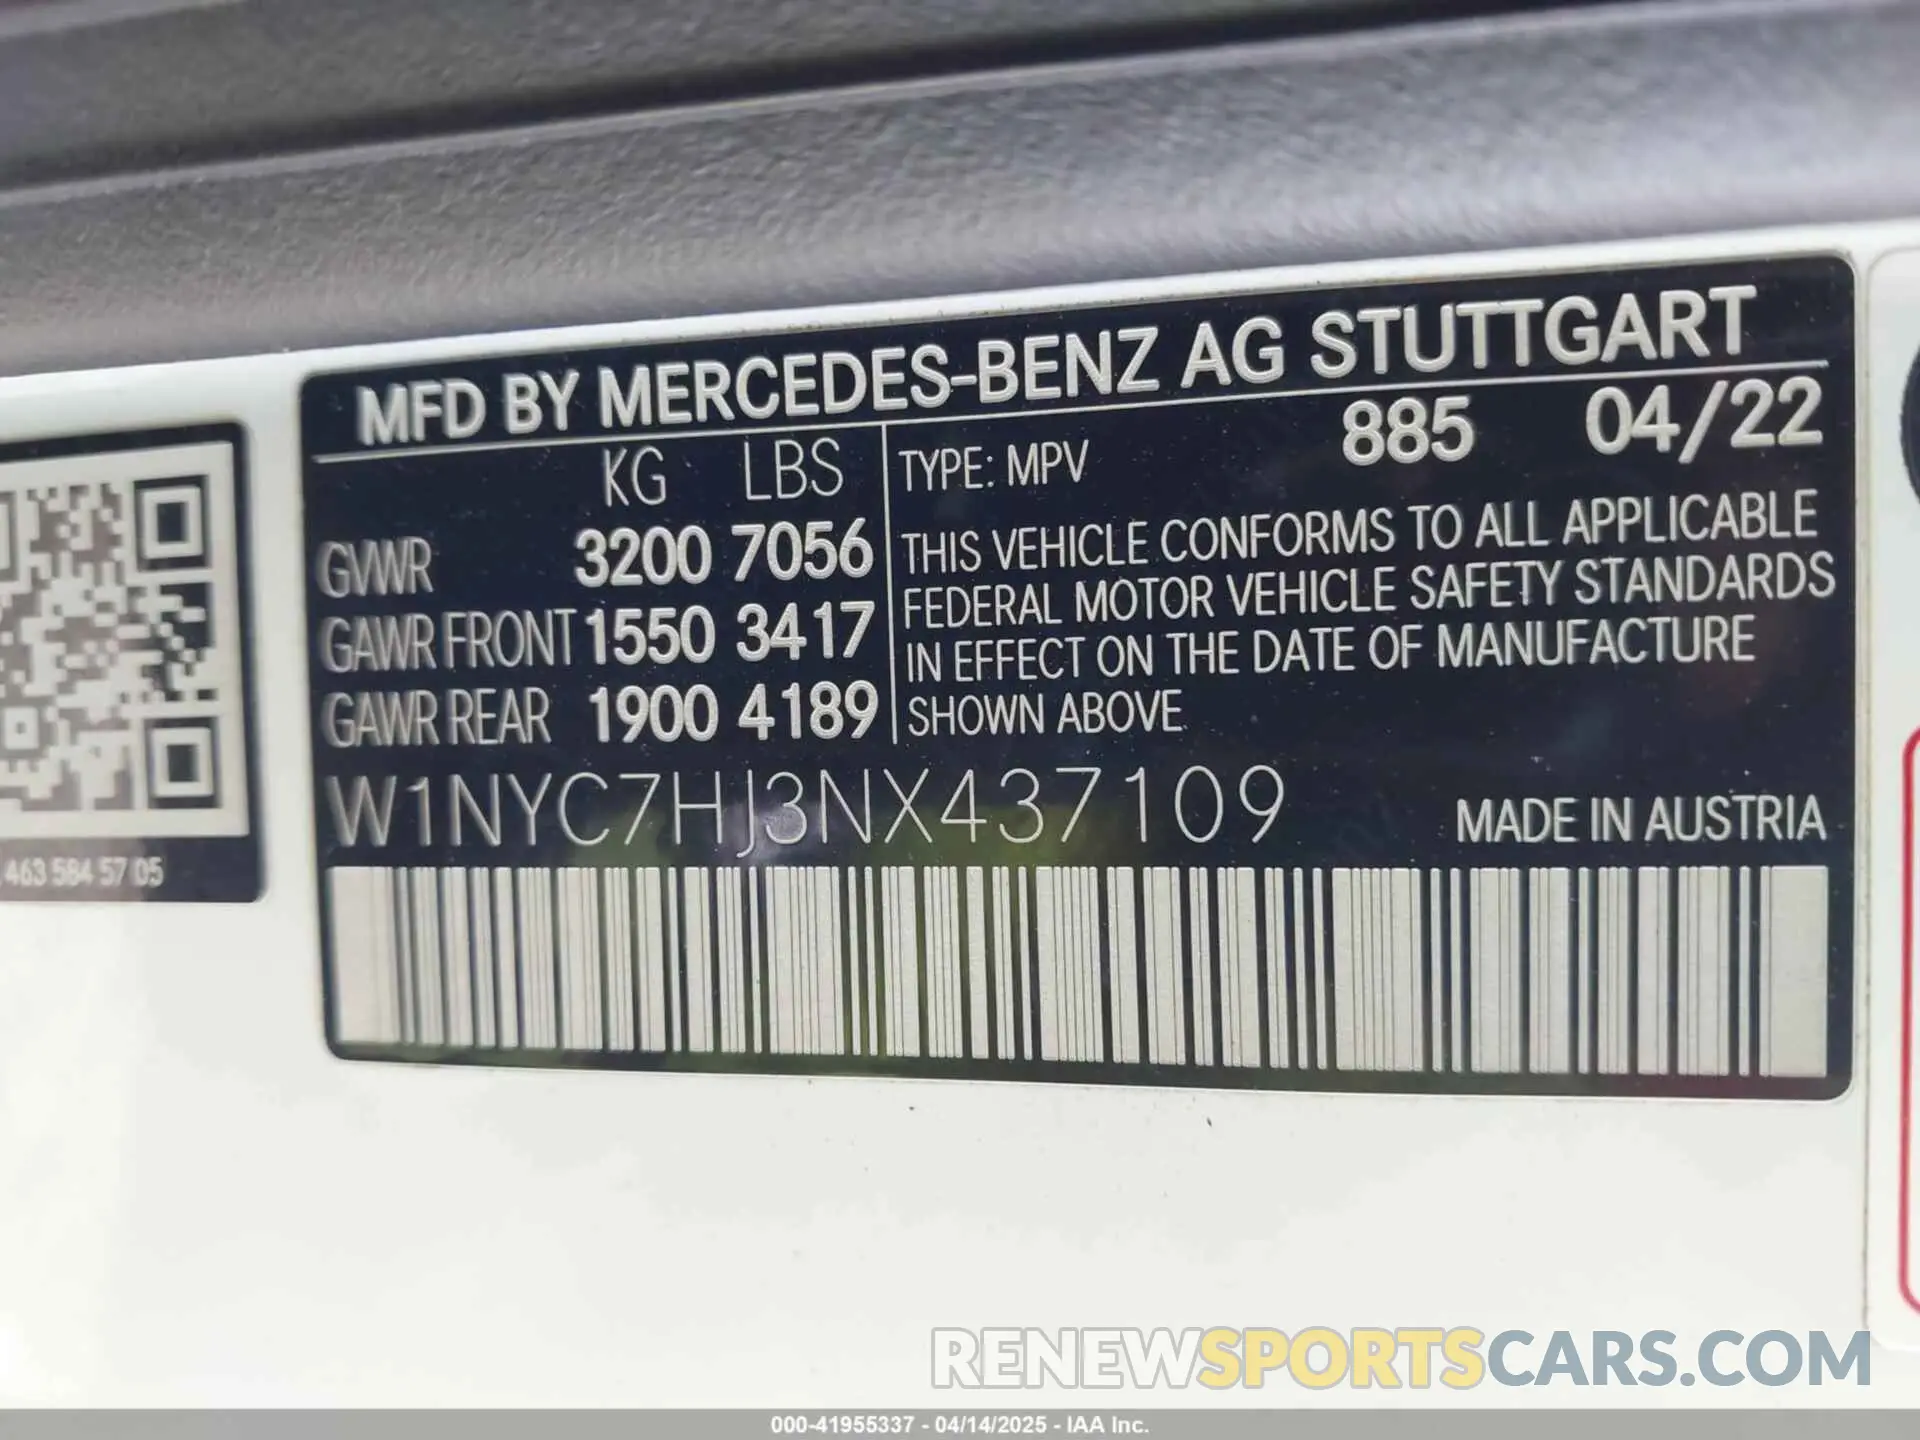 MFD BY MERCEDES-BENZ AG STUTTGART
KG LBS
GVWR 3200 7056
GAWR FRONT 1550 3417
GAWR REAR 1900 4189
TYPE: MPV 885 04/22
THIS VEHICLE CONFORMS TO ALL APPLICABLE
FEDERAL MOTOR VEHICLE SAFETY STANDARDS
IN EFFECT ON THE DATE OF MANUFACTURE
SHOWN ABOVE
W1NYC7HJ3NX437109
MADE IN AUSTRIA
463 584 57 05
RENEWSPORTSCARS.COM
000-41955337 - 04/14/2025 - IAA Inc.